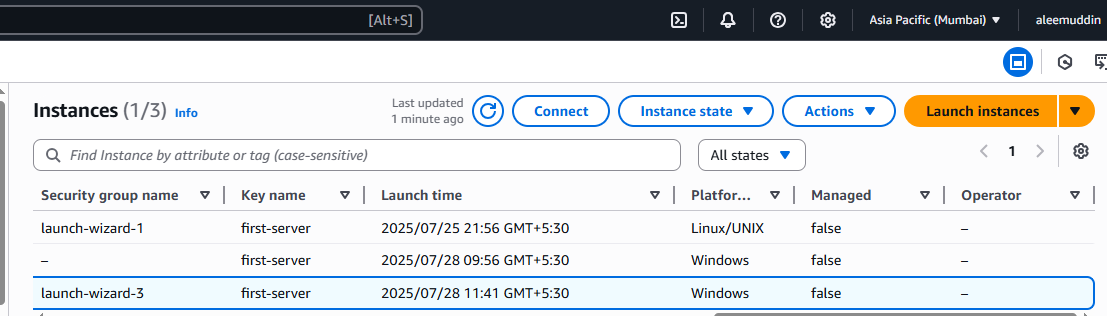 [Alt+S] Asia Pacific (Mumbai) aleemuddin
Instances (1/3) Info Last updated 1 minute ago Connect Instance state Actions Launch instances
Find Instance by attribute or tag (case-sensitive) All states 1
Security group name Key name Launch time Platfor... Managed Operator
launch-wizard-1 first-server 2025/07/25 21:56 GMT+5:30 Linux/UNIX false –
– first-server 2025/07/28 09:56 GMT+5:30 Windows false –
launch-wizard-3 first-server 2025/07/28 11:41 GMT+5:30 Windows false –